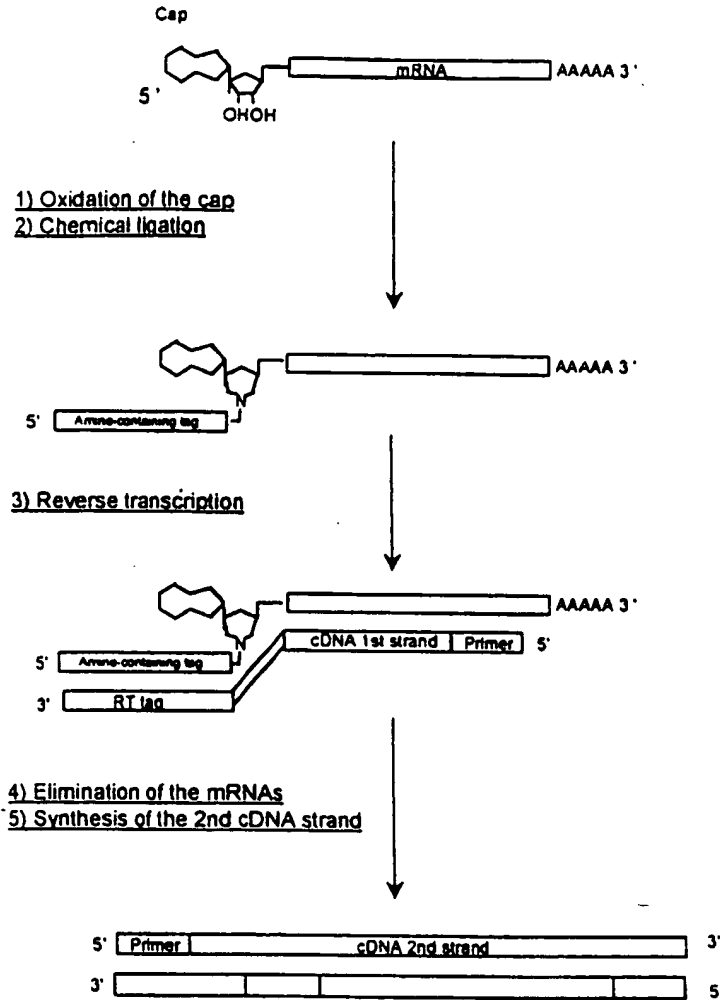 Cap
mRNA
AAAAA 3'
5'
OHOH
1) Oxidation of the cap
2) Chemical ligation
AAAAA 3'
N
5' Amine-containing tag
3) Reverse transcription
AAAAA 3'
N
cDNA 1st strand Primer 5'
5' Amine-containing tag
3' RT tag
4) Elimination of the mRNAs
5) Synthesis of the 2nd cDNA strand
5' Primer cDNA 2nd strand 3'
3' 5